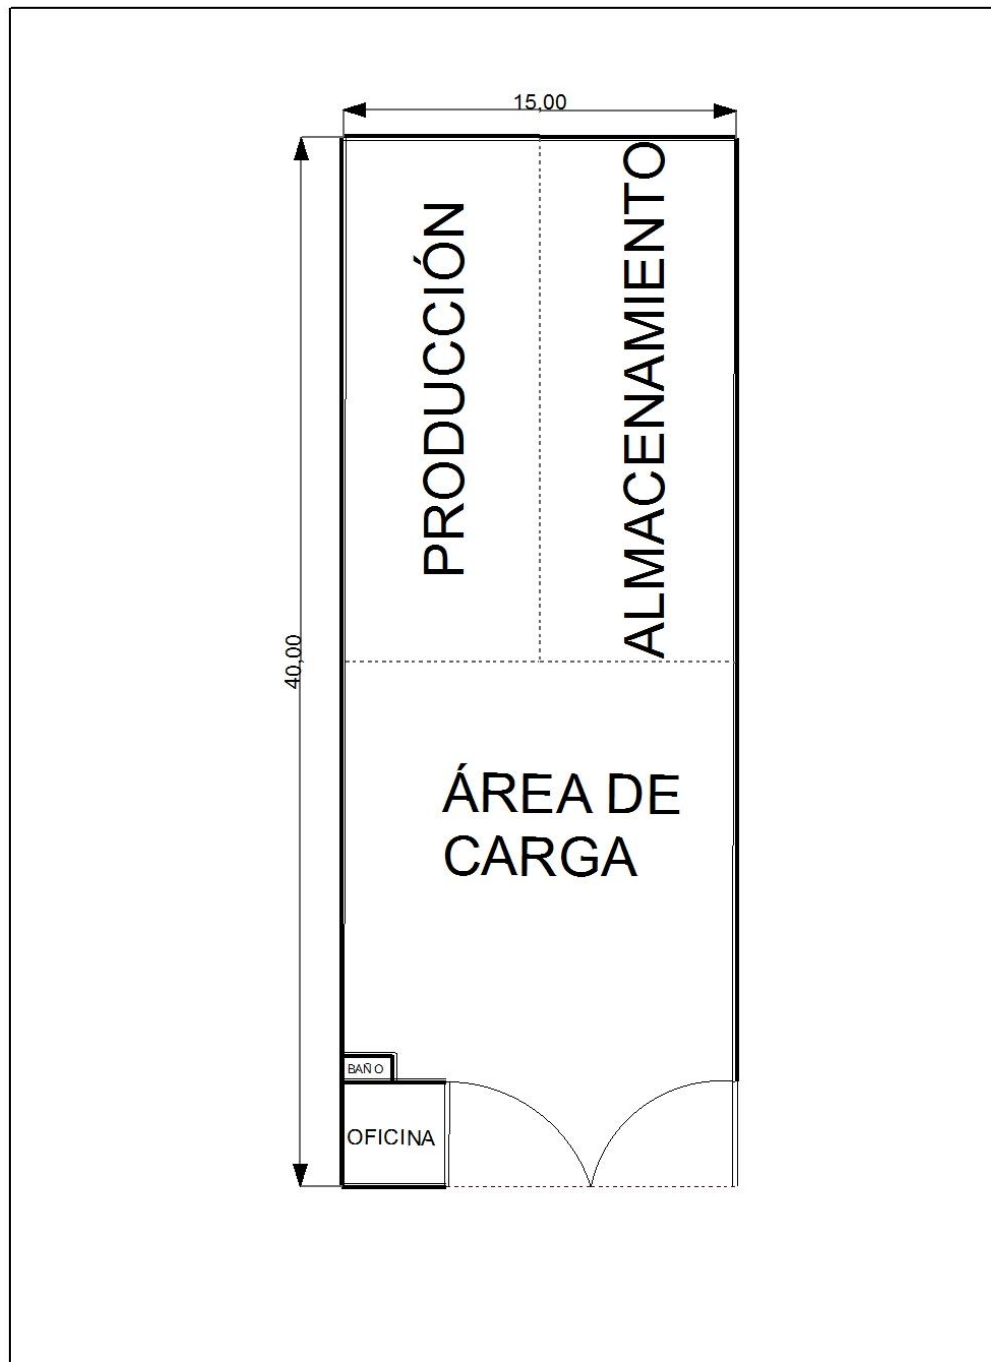 15,00
PRODUCCIÓN
ALMACENAMIENTO
40,00
ÁREA DE
CARGA
BAÑO
OFICINA